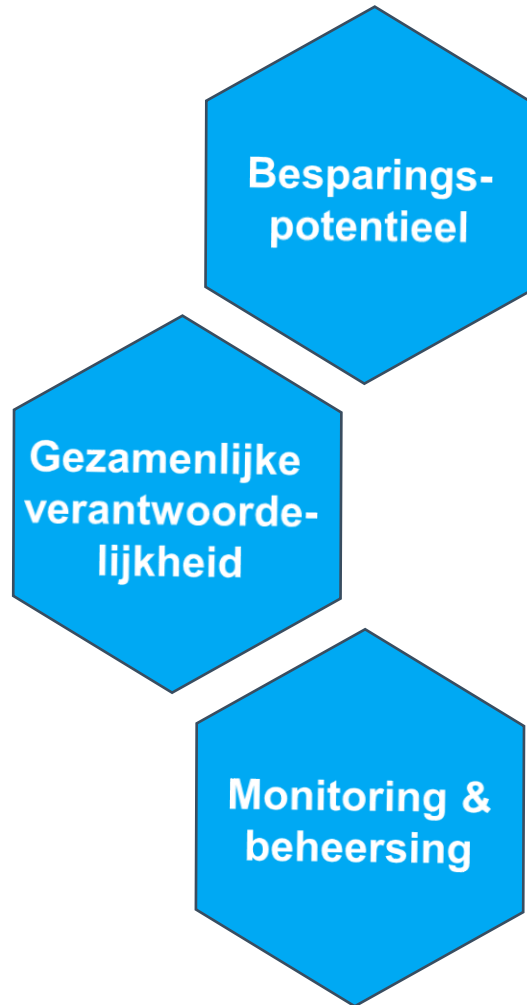 Besparings-
potentieel
Gezamenlijke
verantwoorde-
lijkheid
Monitoring &
beheersing